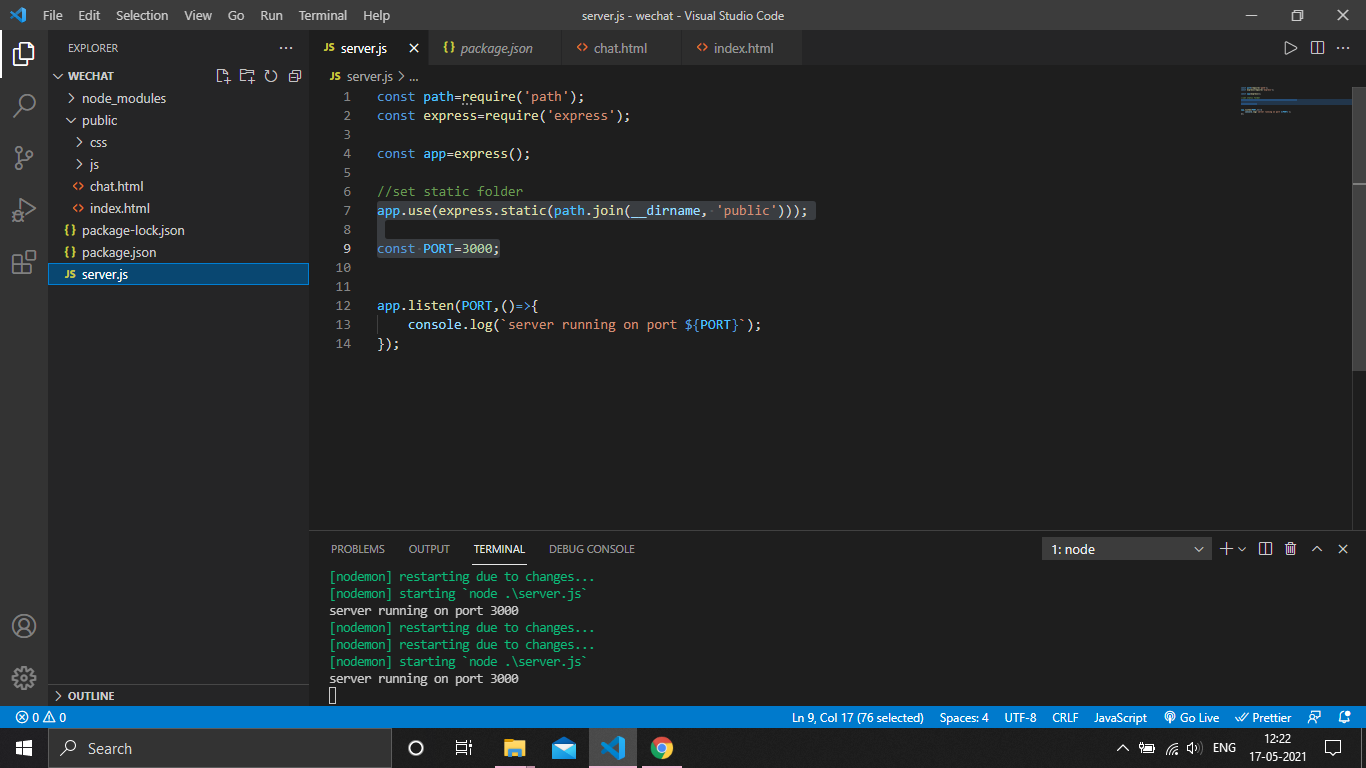 File Edit Selection View Go Run Terminal Help
server.js - wechat - Visual Studio Code
EXPLORER
WECHAT
node_modules
public
css
js
chat.html
index.html
package-lock.json
package.json
JS server.js
OUTLINE
JS server.js
{} package.json
<> chat.html
<> index.html
JS server.js > ...
1 const path=require('path');
2 const express=require('express');
3
4 const app=express();
5
6 //set static folder
7 app.use(express.static(path.join(__dirname, 'public')));
8
9 const PORT=3000;
10
11
12 app.listen(PORT,()=>{
13 console.log(`server running on port ${PORT}`);
14 });
PROBLEMS OUTPUT TERMINAL DEBUG CONSOLE
1: node
[nodemon] restarting due to changes...
[nodemon] starting `node .\server.js`
server running on port 3000
[nodemon] restarting due to changes...
[nodemon] restarting due to changes...
[nodemon] starting `node .\server.js`
server running on port 3000
0 0
Ln 9, Col 17 (76 selected) Spaces: 4 UTF-8 CRLF JavaScript Go Live Prettier
Search
ENG
12:22
17-05-2021